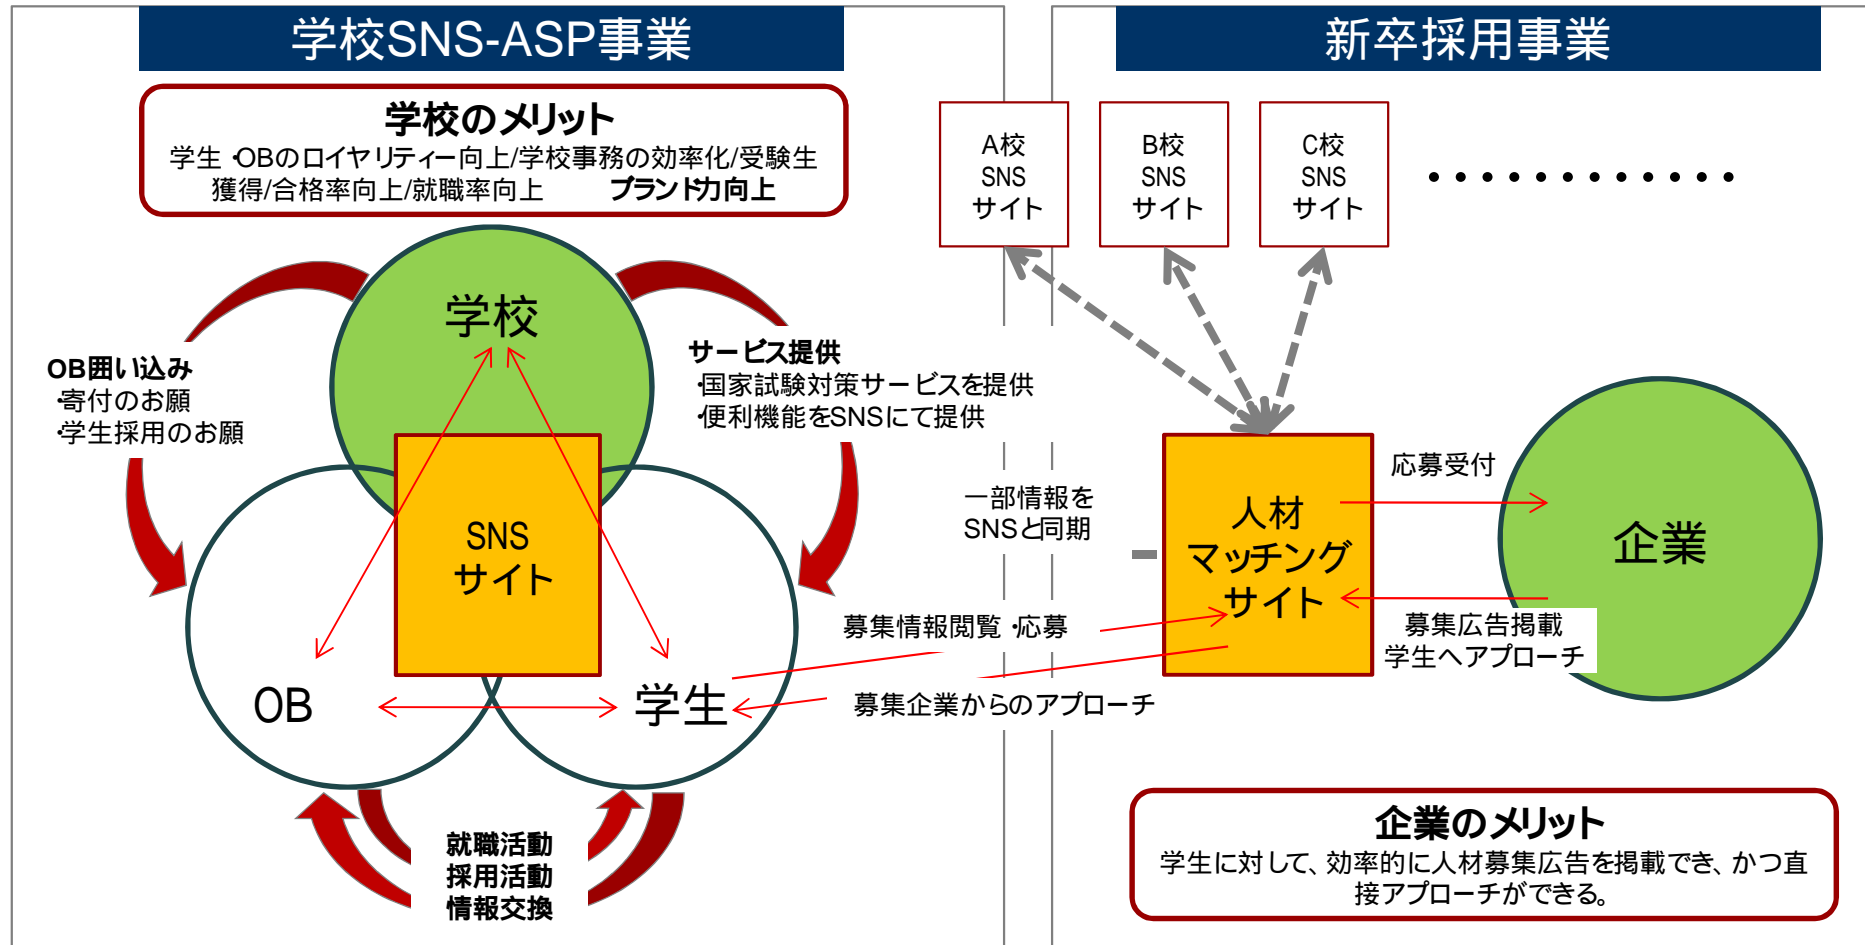 学校SNS-ASP事業
学校のメリット
学生・OBのロイヤリティー向上/学校事務の効率化/受験生
獲得/合格率向上/就職率向上 ブランド力向上
学校
OB囲い込み
・寄付のお願
・学生採用のお願
サービス提供
・国家試験対策サービスを提供
・便利機能をSNSにて提供
SNS
サイト
OB
学生
就職活動
採用活動
情報交換
新卒採用事業
A校
SNS
サイト
B校
SNS
サイト
C校
SNS
サイト
・・・・・・・・・・・・
一部情報を
SNSと同期
人材
マッチング
サイト
応募受付
企業
募集広告掲載
学生へアプローチ
募集情報閲覧・応募
募集企業からのアプローチ
企業のメリット
学生に対して、効率的に人材募集広告を掲載でき、かつ直
接アプローチができる。